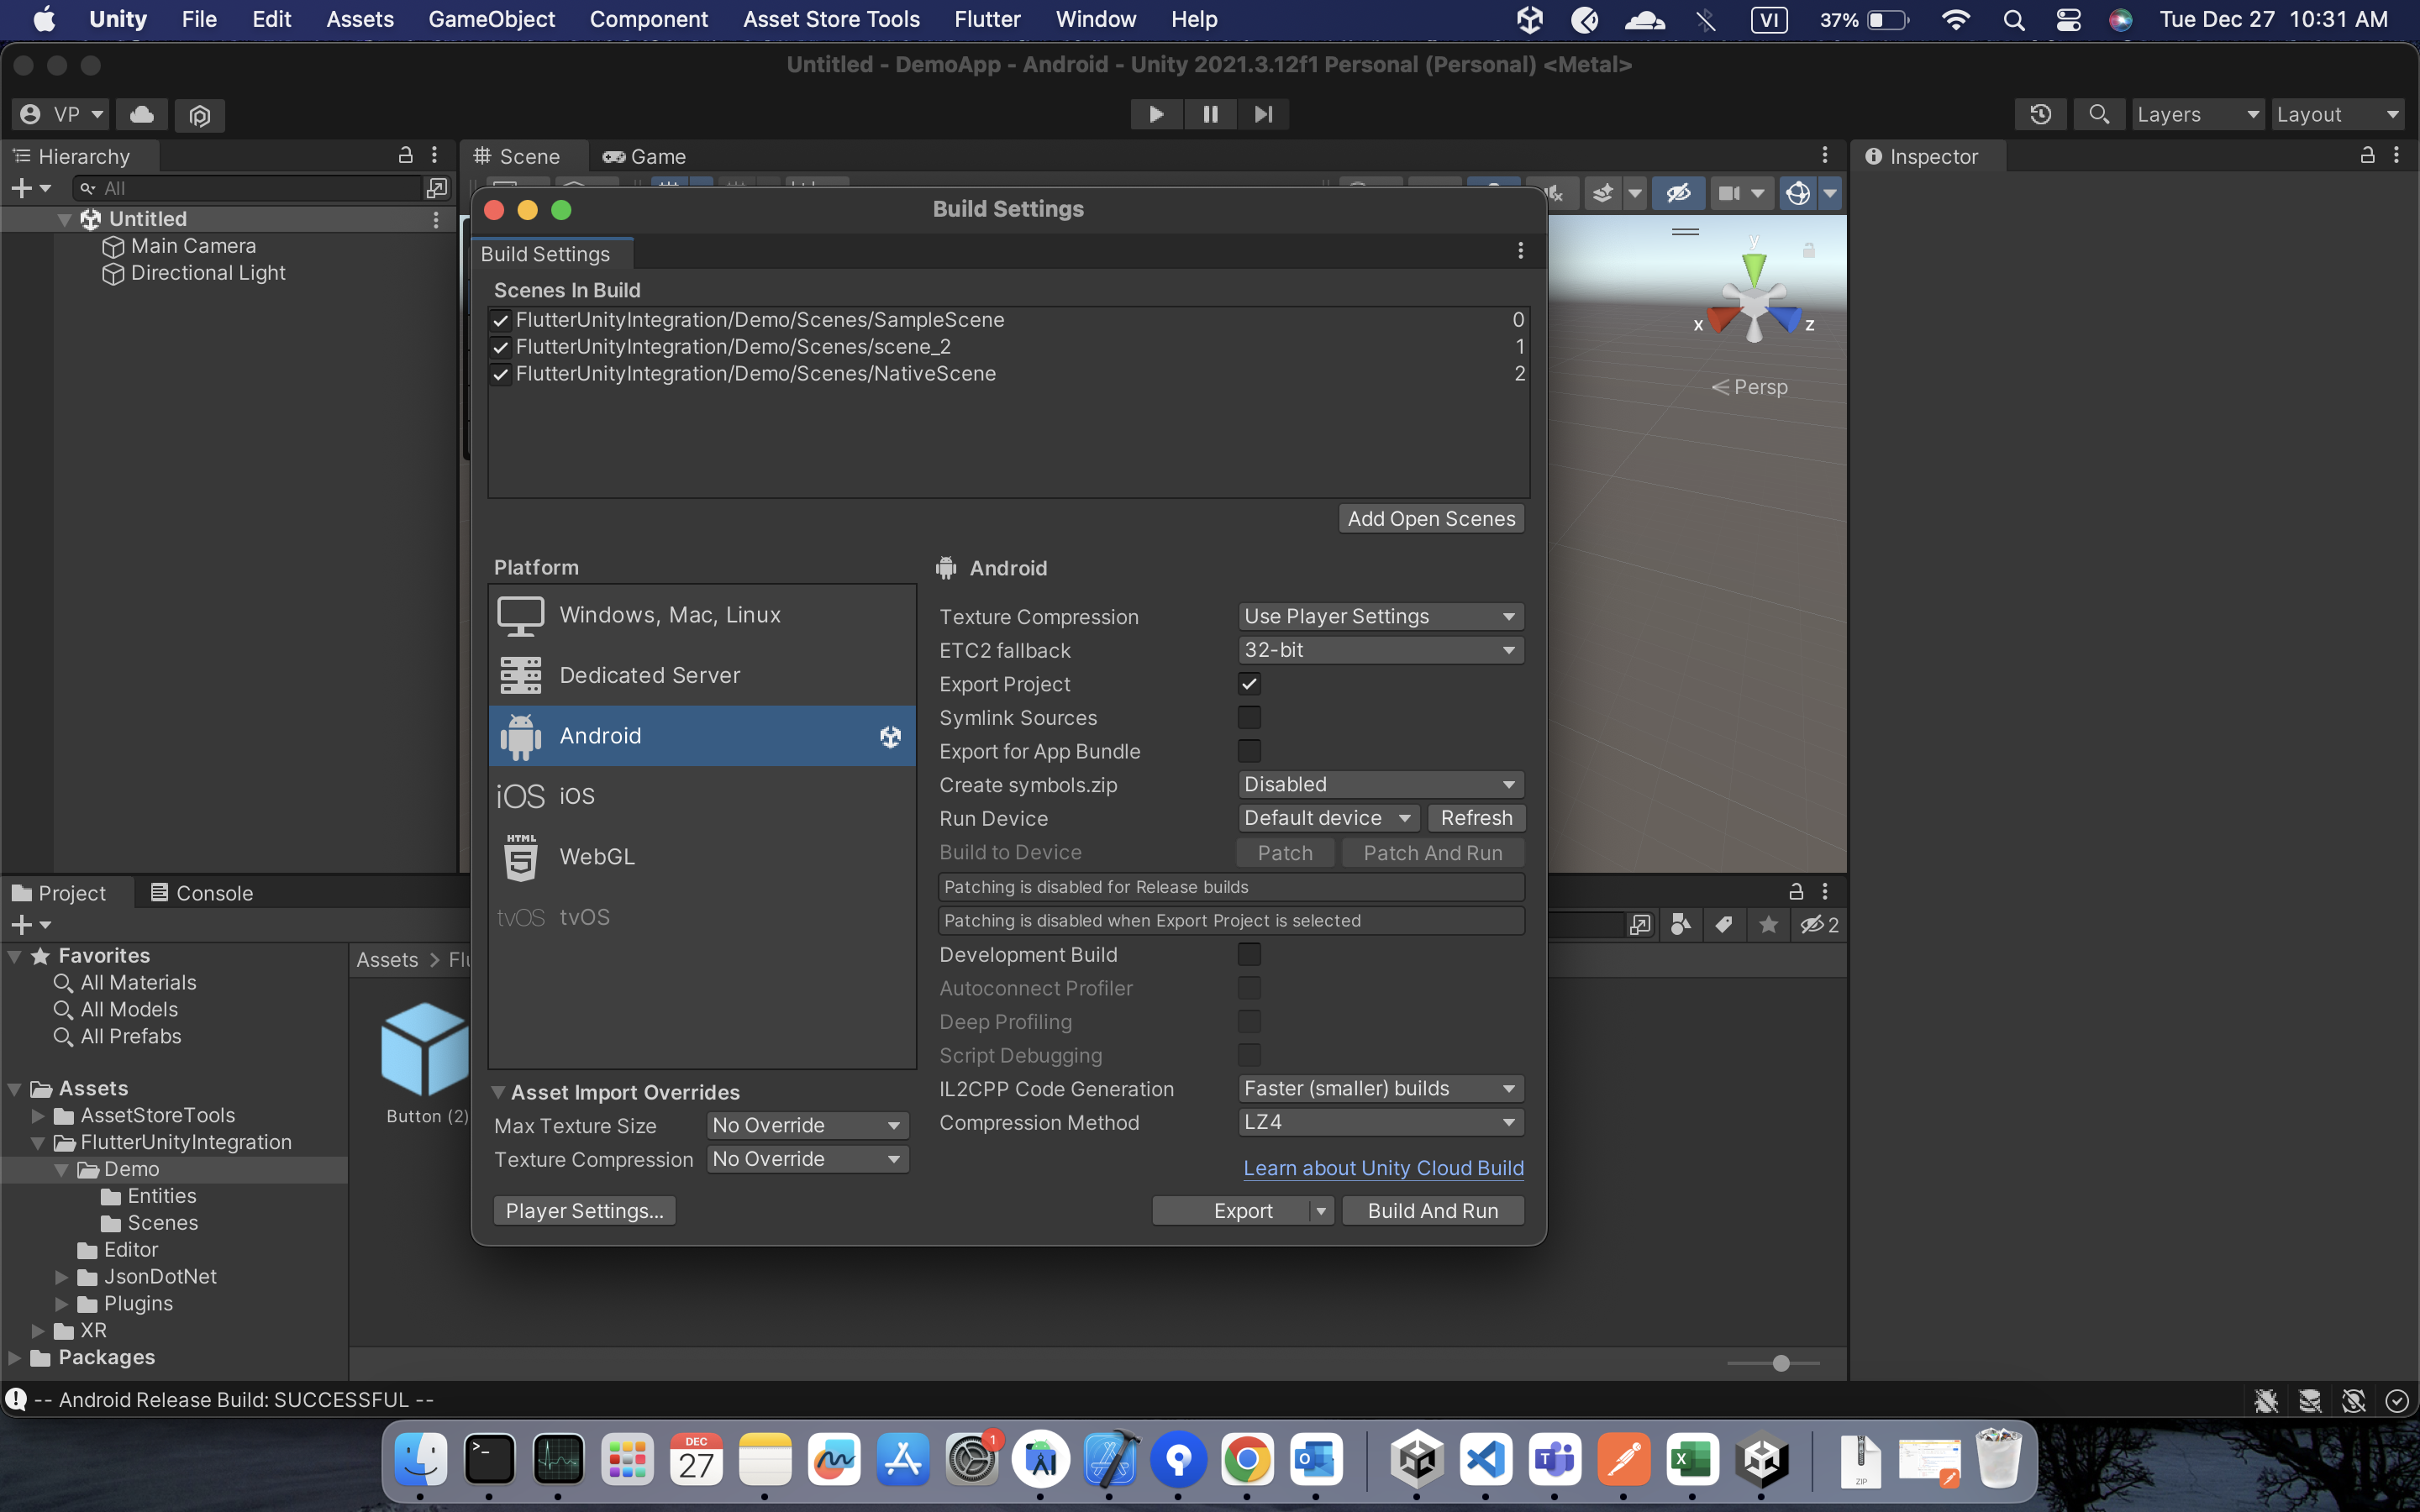 Unity File Edit Assets GameObject Component Asset Store Tools Flutter Window Help VI 37% Tue Dec 27 10:31 AM
Untitled - DemoApp - Android - Unity 2021.3.12f1 Personal (Personal) <Metal>
VP Layers Layout
Hierarchy
All
Untitled
Main Camera
Directional Light
Scene Game
Inspector
y
x
z
Persp
Build Settings
Build Settings
Scenes In Build
FlutterUnityIntegration/Demo/Scenes/SampleScene 0
FlutterUnityIntegration/Demo/Scenes/scene_2 1
FlutterUnityIntegration/Demo/Scenes/NativeScene 2
Add Open Scenes
Platform
Windows, Mac, Linux
Dedicated Server
Android
iOS iOS
HTML 5 WebGL
tvOS tvOS
Asset Import Overrides
Max Texture Size No Override
Texture Compression No Override
Player Settings...
Android
Texture Compression Use Player Settings
ETC2 fallback 32-bit
Export Project
Symlink Sources
Export for App Bundle
Create symbols.zip Disabled
Run Device Default device Refresh
Build to Device Patch Patch And Run
Patching is disabled for Release builds
Patching is disabled when Export Project is selected
Development Build
Autoconnect Profiler
Deep Profiling
Script Debugging
IL2CPP Code Generation Faster (smaller) builds
Compression Method LZ4
Learn about Unity Cloud Build
Export Build And Run
Project Console
2
Favorites
All Materials
All Models
All Prefabs
Assets
AssetStoreTools
FlutterUnityIntegration
Demo
Entities
Scenes
Editor
JsonDotNet
Plugins
XR
Packages
Assets > Flu
Button (2)
-- Android Release Build: SUCCESSFUL --
DEC
27
1
ZIP